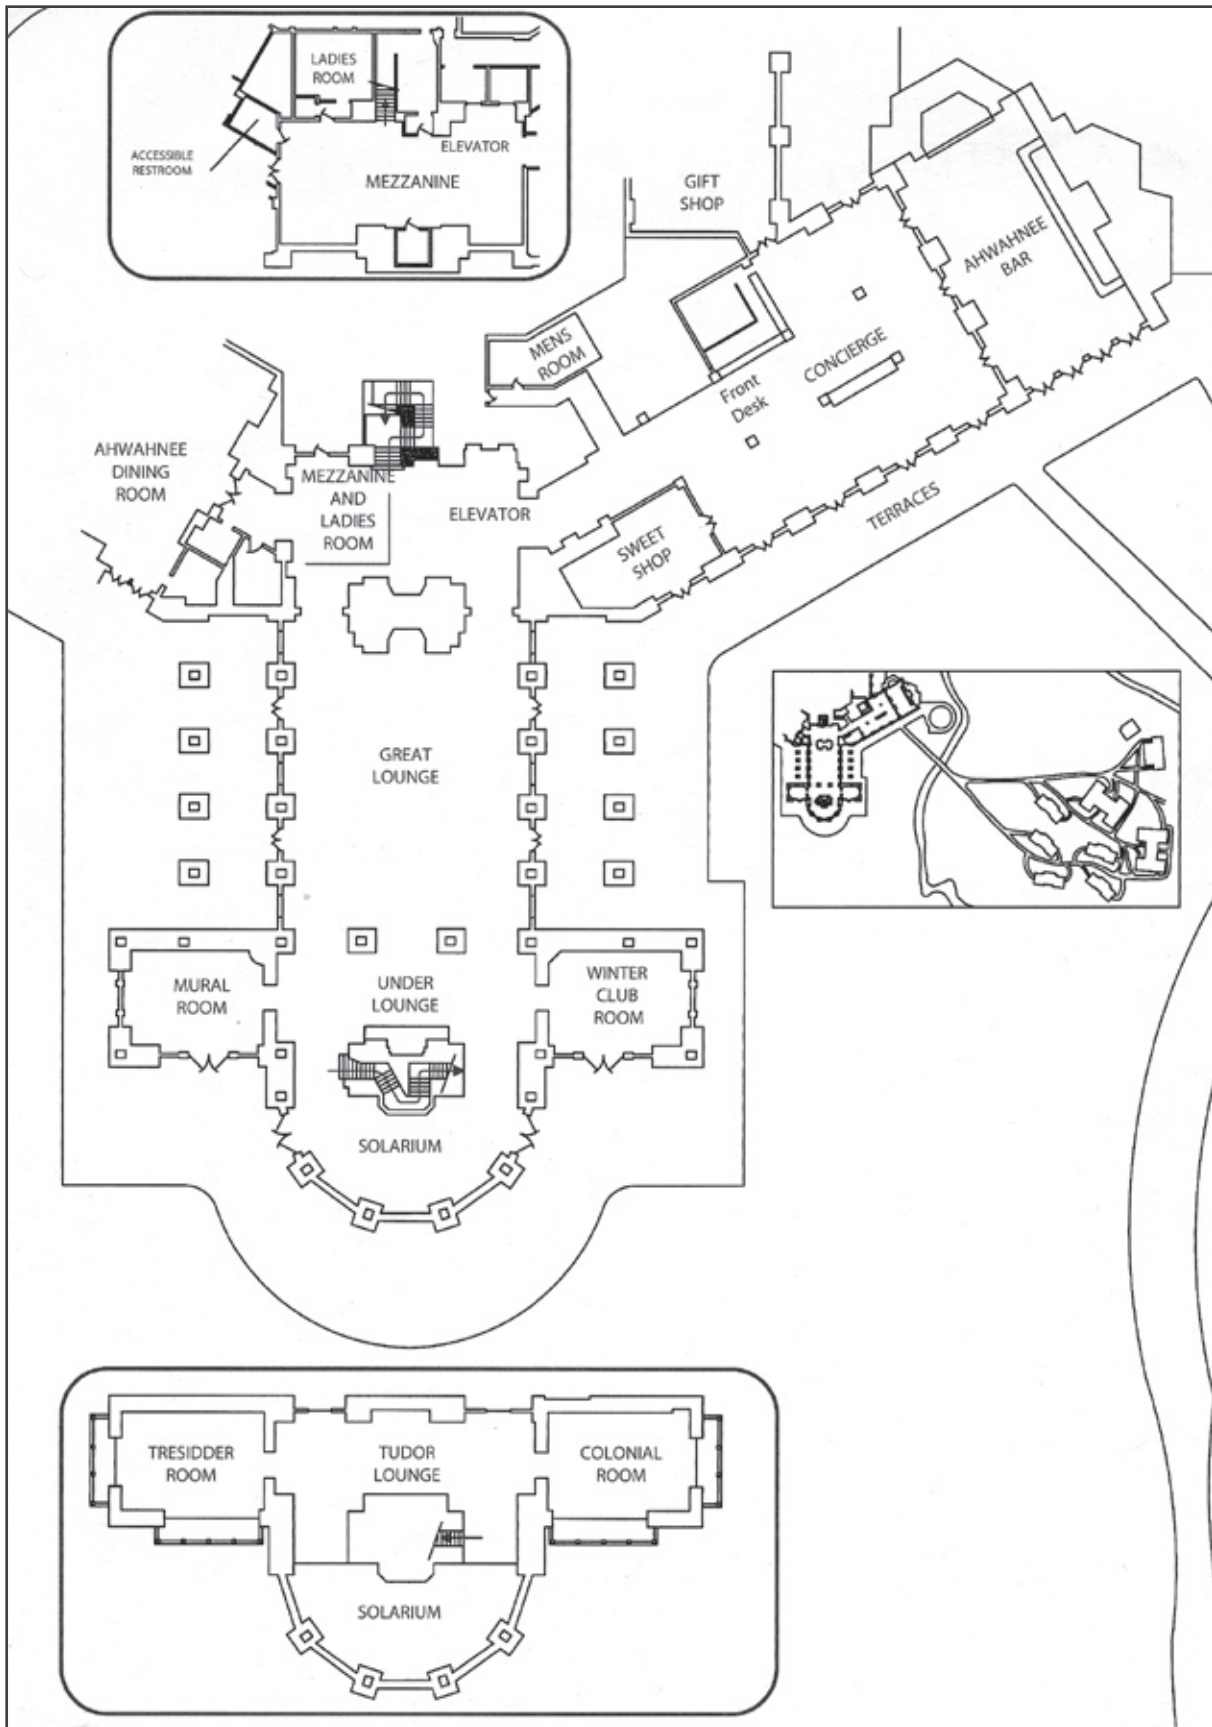 LADIES
ROOM
ACCESSIBLE
RESTROOM
ELEVATOR
MEZZANINE
GIFT
SHOP
AHWAHNEE
BAR
MENS
ROOM
CONCIERGE
Front
Desk
AHWAHNEE
DINING
ROOM
MEZZANINE
AND
LADIES
ROOM
ELEVATOR
SWEET
SHOP
TERRACES
GREAT
LOUNGE
MURAL
ROOM
UNDER
LOUNGE
WINTER
CLUB
ROOM
SOLARIUM
TRESIDDER
ROOM
TUDOR
LOUNGE
COLONIAL
ROOM
SOLARIUM